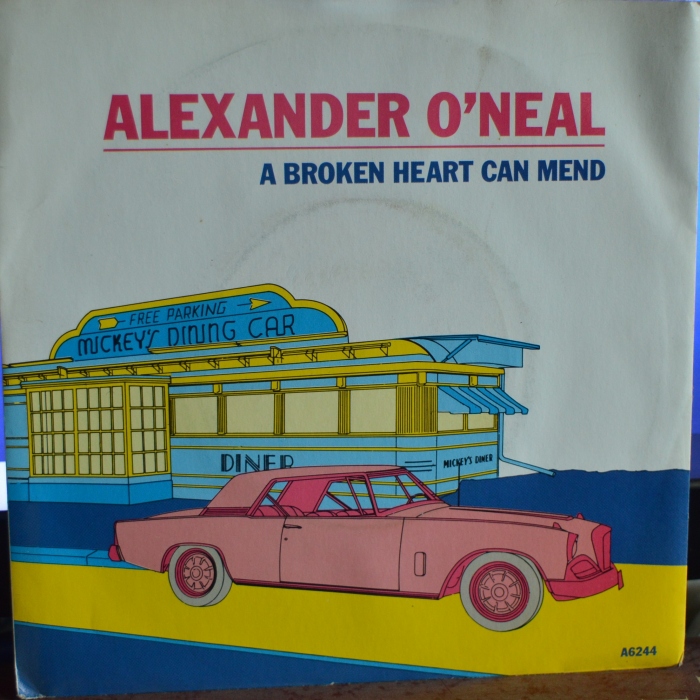 ALEXANDER O'NEAL
A BROKEN HEART CAN MEND
FREE PARKING
MICKEY'S DINING CAR
DINER
MICKEY'S DINER
A6244